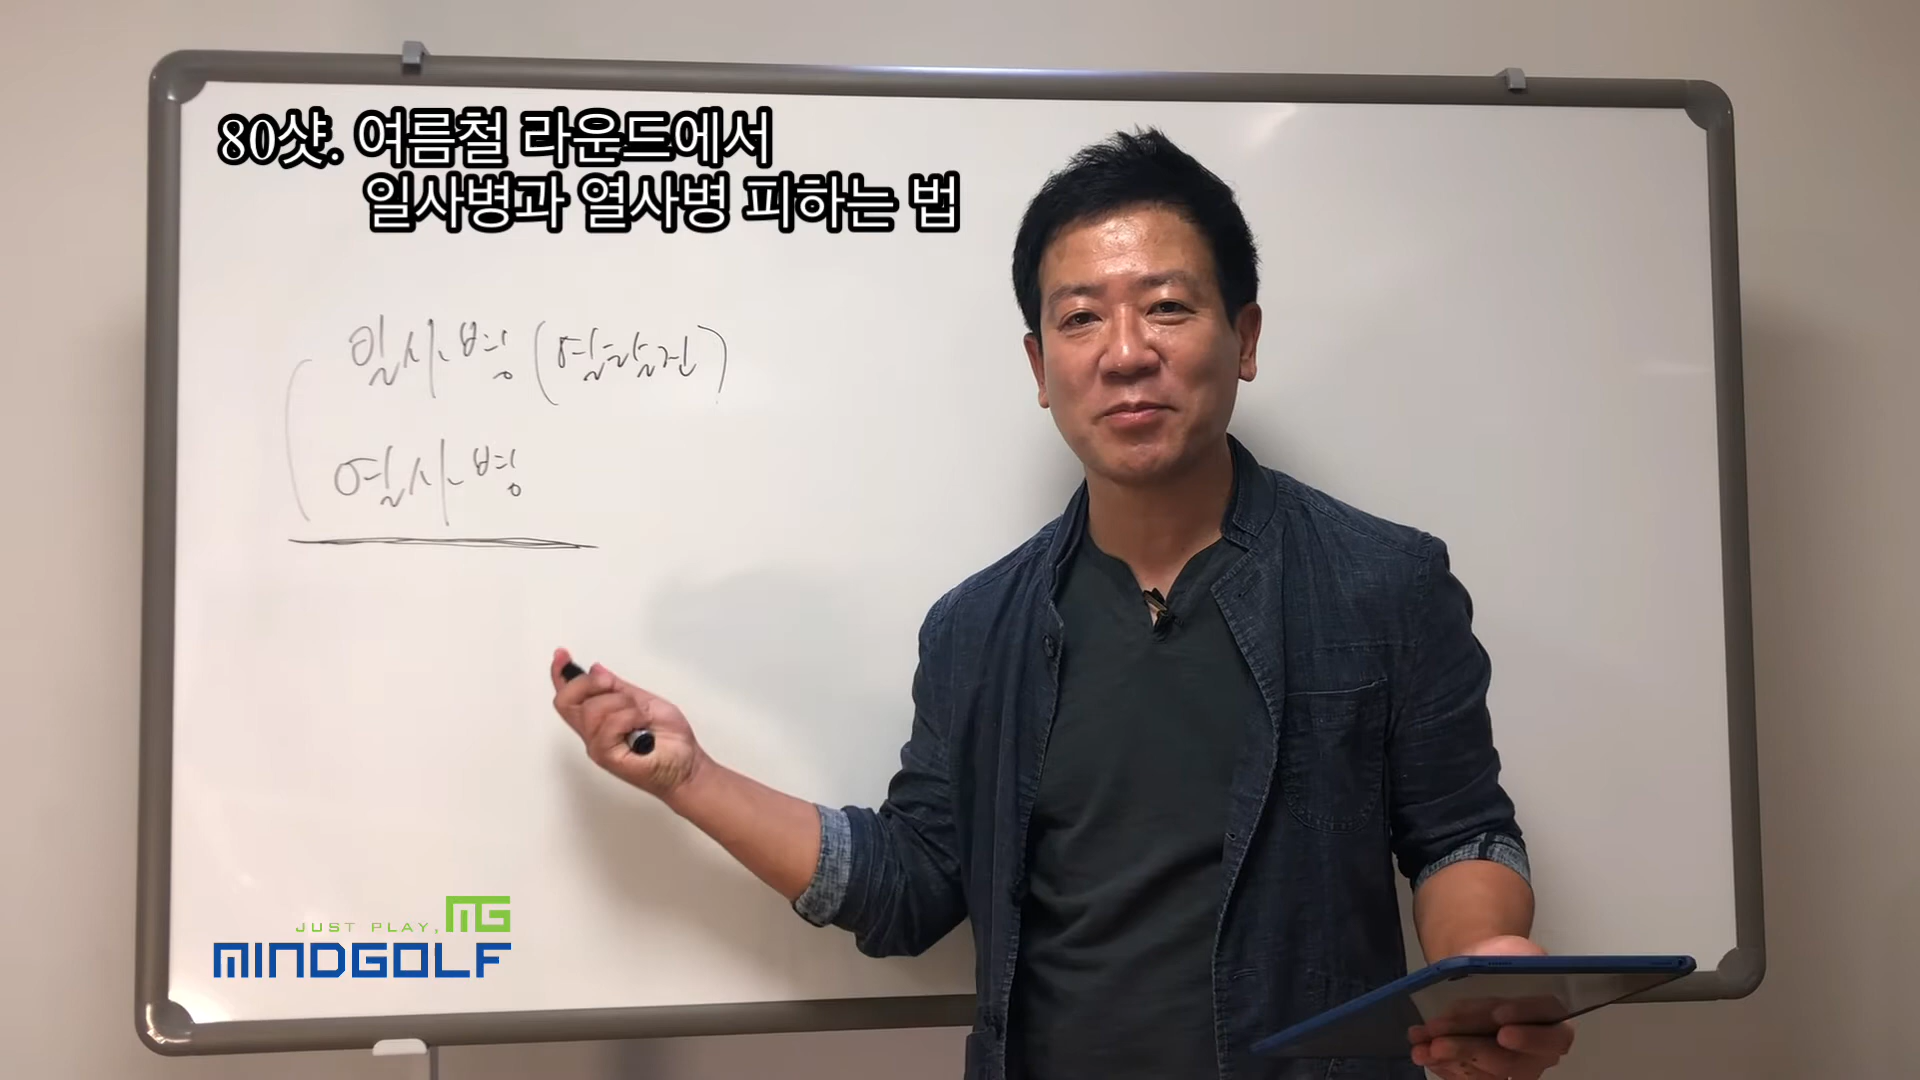 80샷. 여름철 라운드에서
일사병과 열사병 피하는 법
일사병 (열탈진)
열사병
JUST PLAY, MG
MINDGOLF